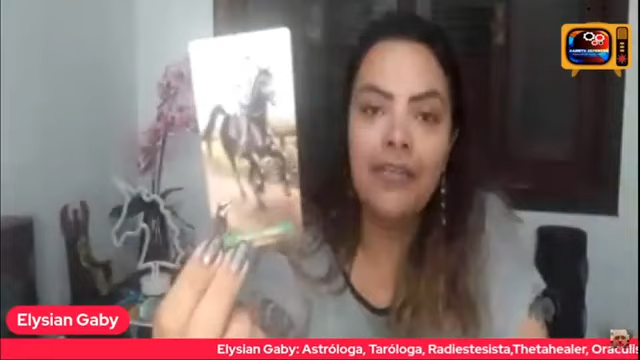 Elysian Gaby
Elysian Gaby: Astróloga, Taróloga, Radiestesista,Thetahealer, Oraculis